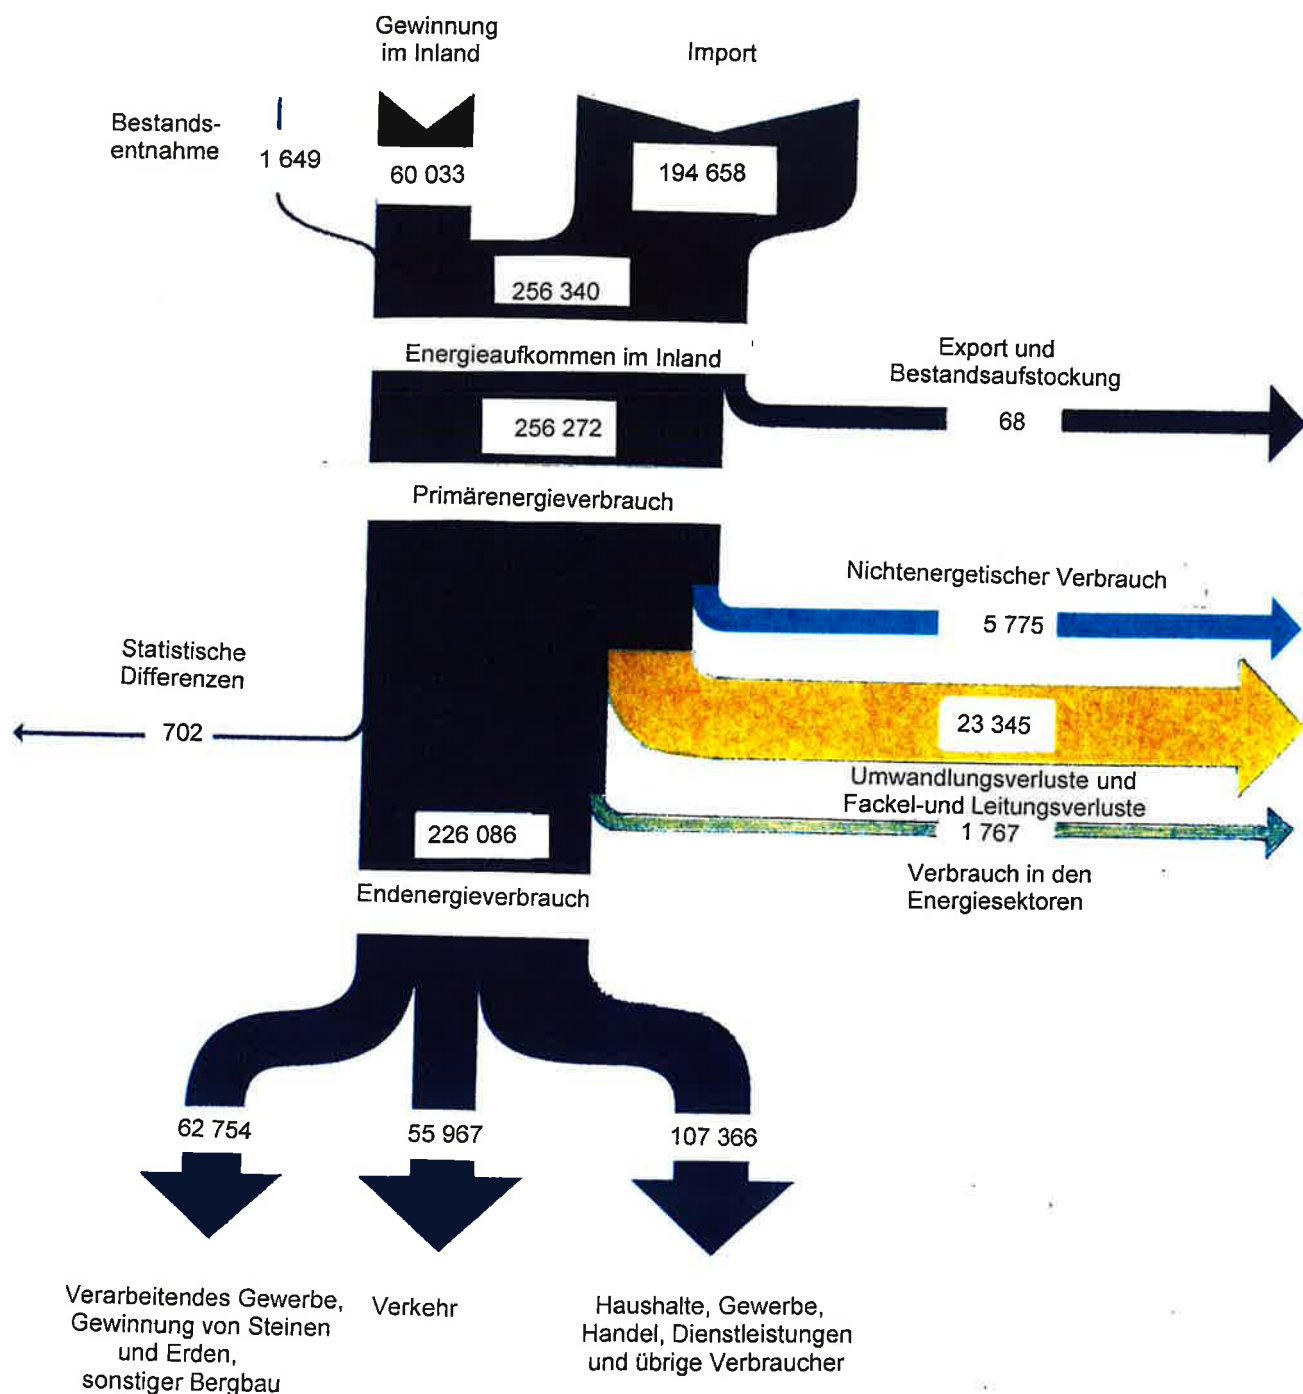 Gewinnung
im Inland
Import
Bestands-
entnahme
1 649
60 033
194 658
256 340
Energieaufkommen im Inland
Export und
Bestandsaufstockung
68
256 272
Primärenergieverbrauch
Nichtenergetischer Verbrauch
5 775
Statistische
Differenzen
702
23 345
Umwandlungsverluste und
Fackel-und Leitungsverluste
1 767
Verbrauch in den
Energiesektoren
226 086
Endenergieverbrauch
62 754
55 967
107 366
Verarbeitendes Gewerbe,
Gewinnung von Steinen
und Erden,
sonstiger Bergbau
Verkehr
Haushalte, Gewerbe,
Handel, Dienstleistungen
und übrige Verbraucher